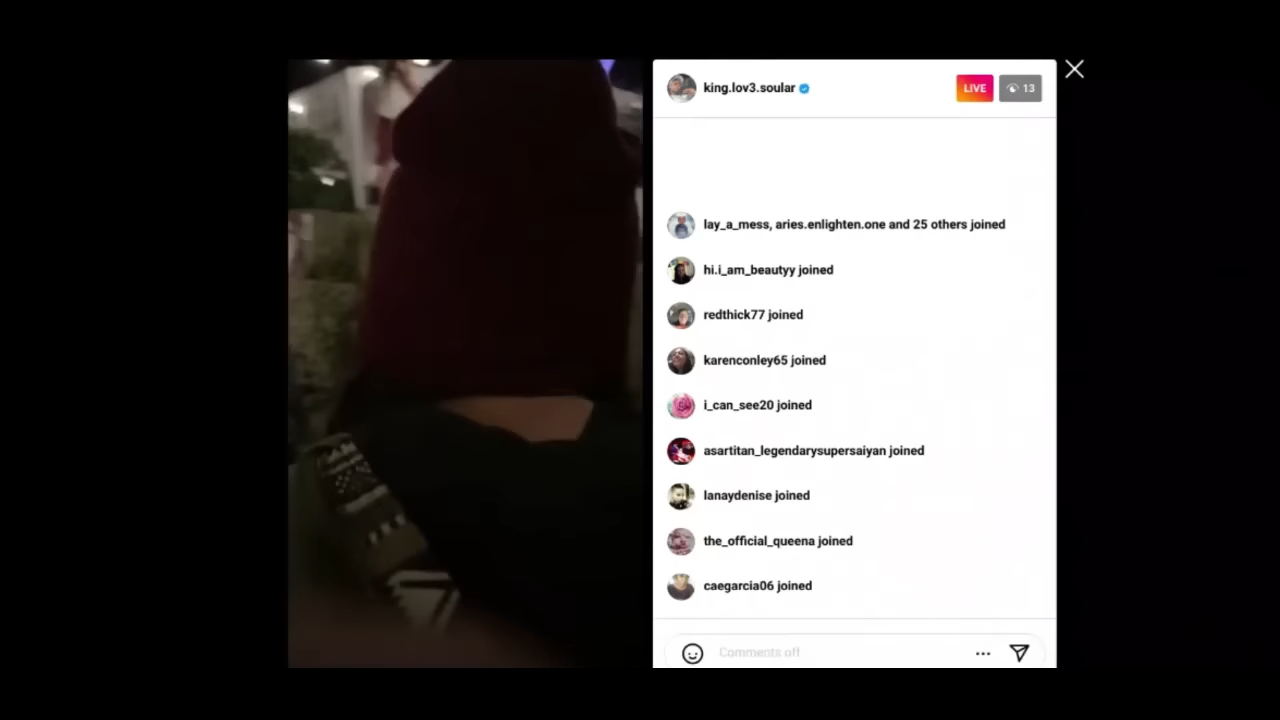 king.lov3.soular
LIVE
13
lay_a_mess, aries.enlighten.one and 25 others joined
hi.i_am_beautyy joined
redthick77 joined
karenconley65 joined
i_can_see20 joined
asartitan_legendarysupersaiyan joined
lanaydenise joined
the_official_queena joined
caegarcia06 joined
Comments off